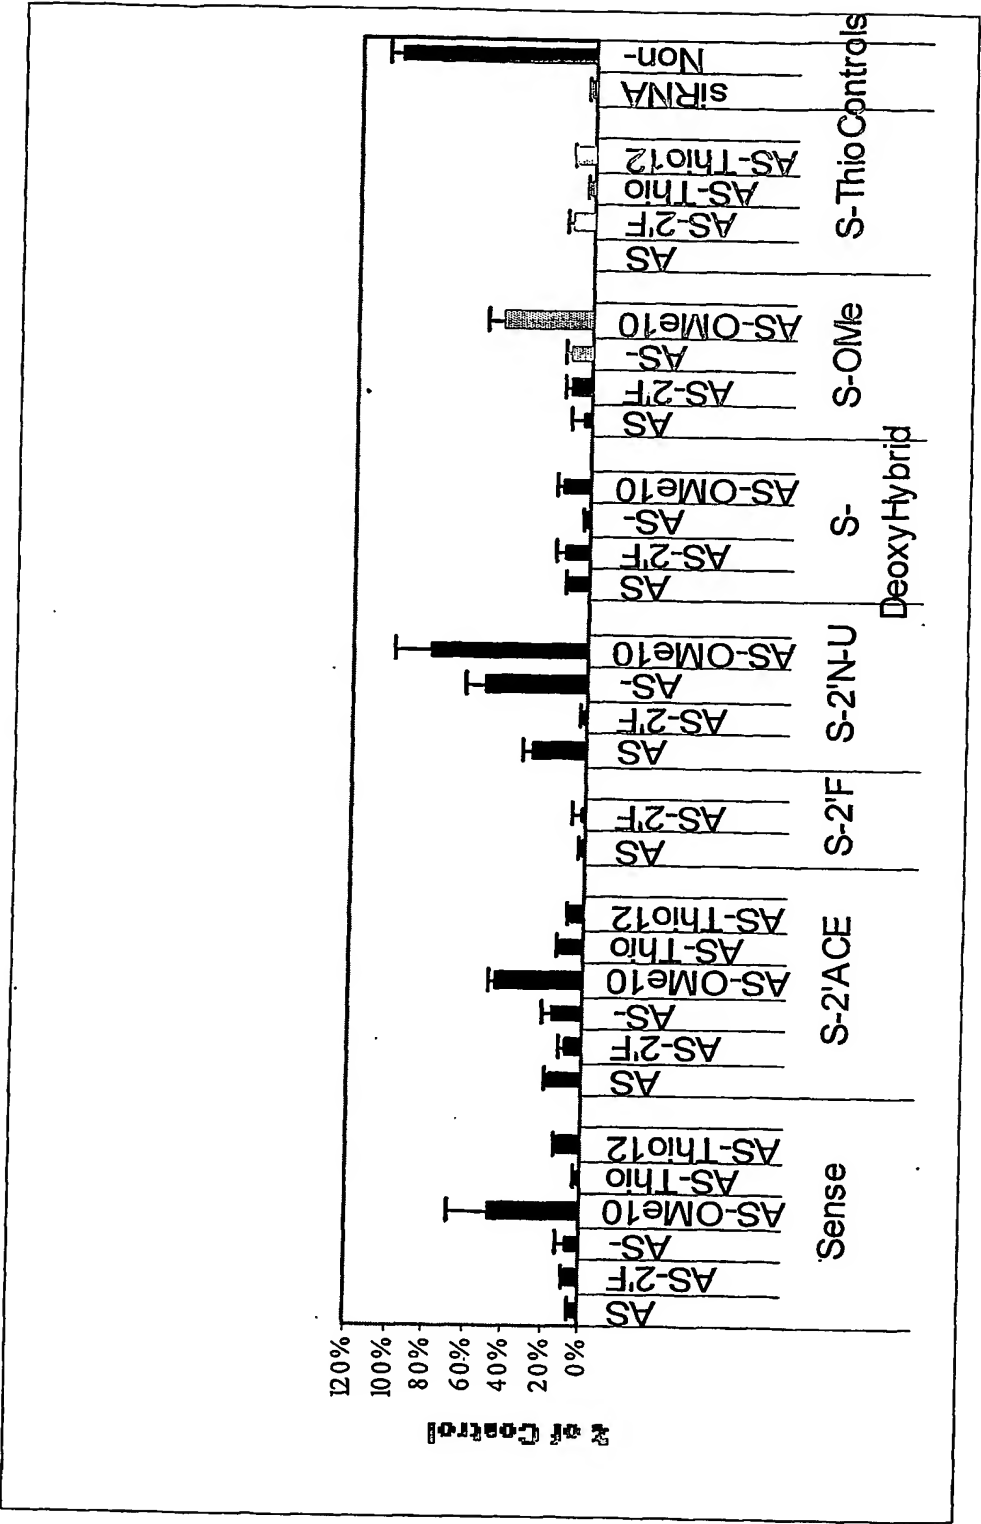 % of Control
120%
100%
80%
60%
40%
20%
0%
AS
AS-2'F
AS-
AS-OMe10
AS-Thio
AS-Thio12
Sense
AS
AS-2'F
AS-
AS-OMe10
AS-Thio
AS-Thio12
S-2'ACE
AS
AS-2'F
S-2'F
AS
AS-2'F
AS-
AS-OMe10
S-2'N-U
AS
AS-2'F
AS-
AS-OMe10
S-
DeoxyHybrid
AS
AS-2'F
AS-
AS-OMe10
S-OMe
AS
AS-2'F
AS-Thio
AS-Thio12
S-Thio
siRNA
Non-
Controls